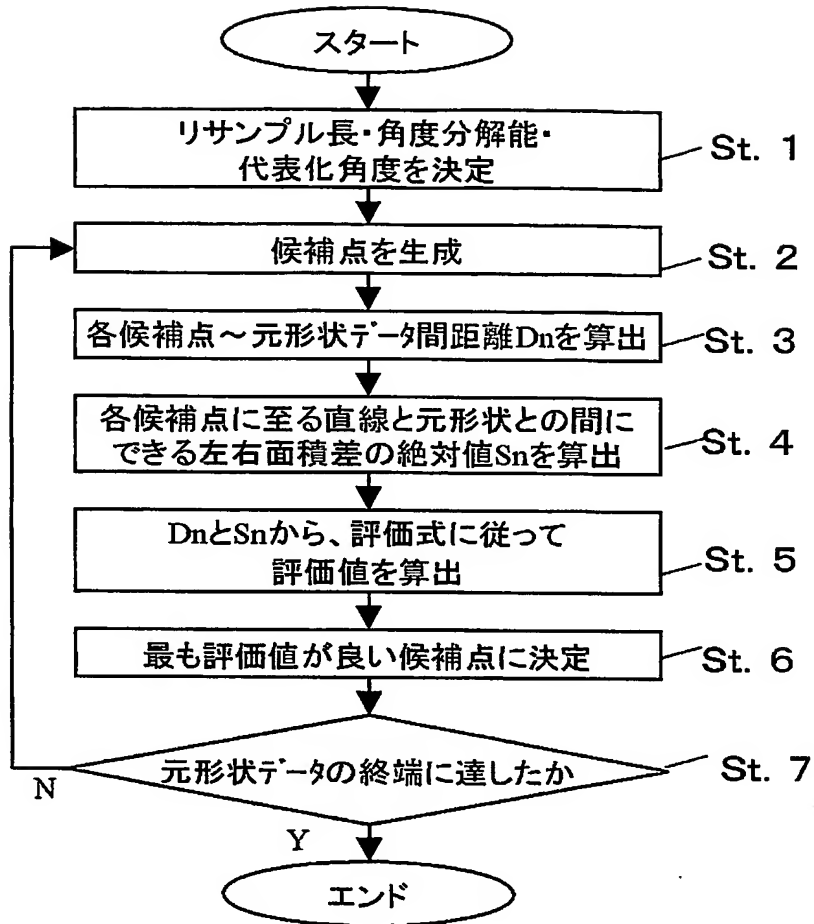 スタート
リサンプル長・角度分解能・
代表化角度を決定
St. 1
候補点を生成
St. 2
各候補点～元形状データ間距離Dnを算出
St. 3
各候補点に至る直線と元形状との間に
できる左右面積差の絶対値Snを算出
St. 4
DnとSnから、評価式に従って
評価値を算出
St. 5
最も評価値が良い候補点に決定
St. 6
元形状データの終端に達したか
St. 7
N
Y
エンド